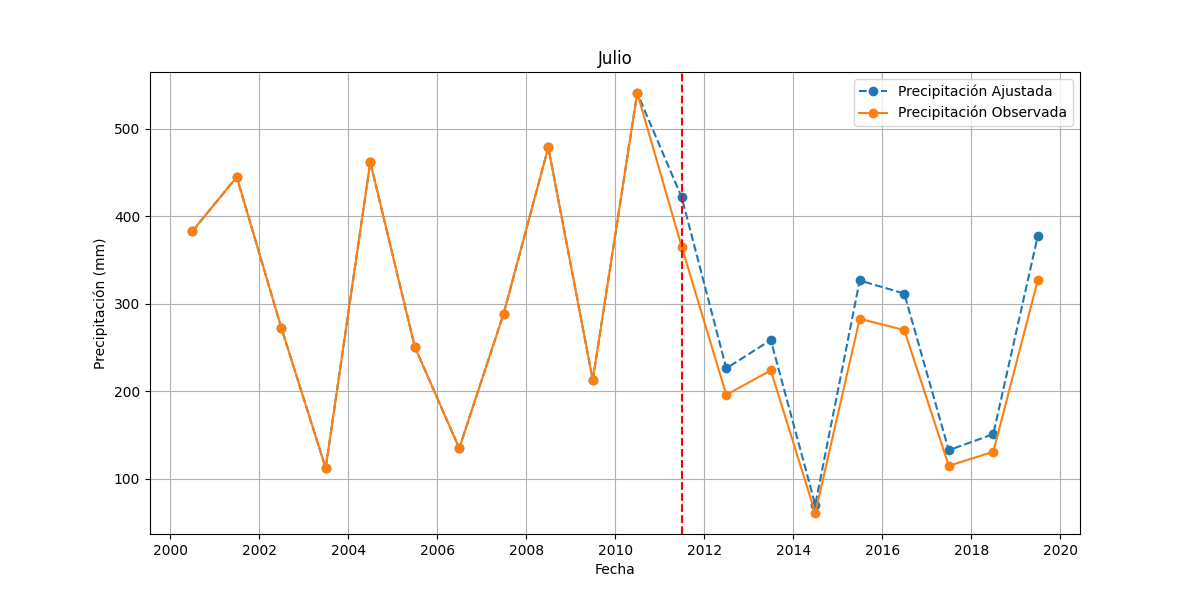 Julio
Precipitación Ajustada
Precipitación Observada
Precipitación (mm)
500
400
300
200
100
2000 2002 2004 2006 2008 2010 2012 2014 2016 2018 2020
Fecha